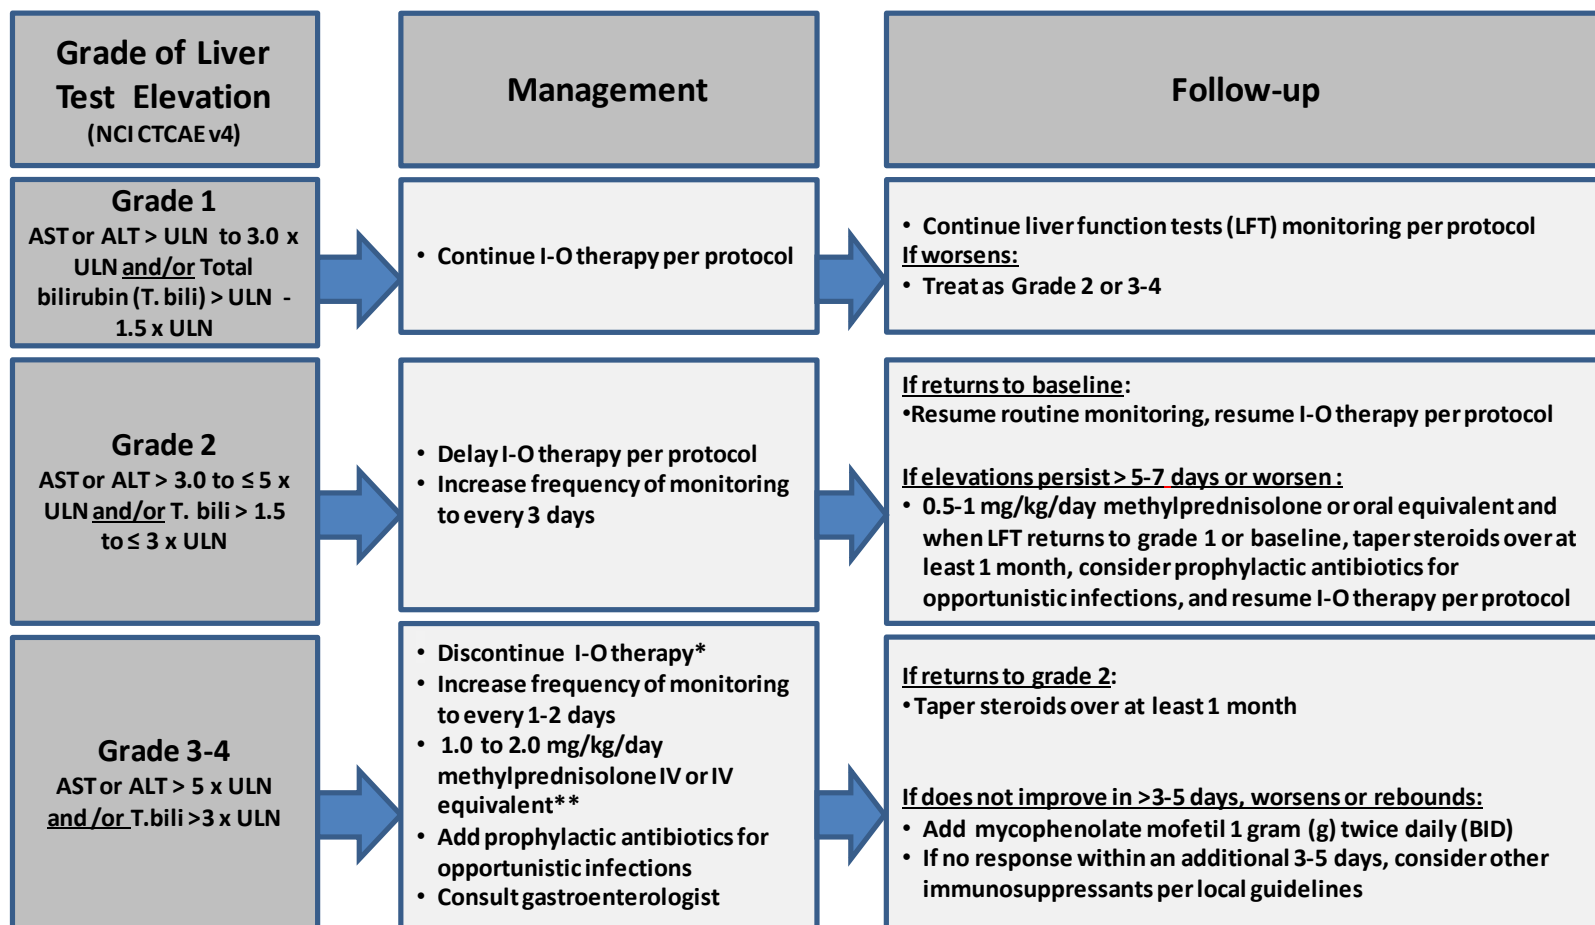 Grade of Liver
Test Elevation
(NCI CTCAE v4)
Management
Follow-up
Grade 1
AST or ALT > ULN to 3.0 x
ULN and/or Total
bilirubin (T. bili) > ULN -
1.5 x ULN
• Continue I-O therapy per protocol
• Continue liver function tests (LFT) monitoring per protocol
If worsens:
• Treat as Grade 2 or 3-4
Grade 2
AST or ALT > 3.0 to ≤ 5 x
ULN and/or T. bili > 1.5
to ≤ 3 x ULN
• Delay I-O therapy per protocol
• Increase frequency of monitoring
to every 3 days
If returns to baseline:
•Resume routine monitoring, resume I-O therapy per protocol
If elevations persist > 5-7 days or worsen :
• 0.5-1 mg/kg/day methylprednisolone or oral equivalent and
when LFT returns to grade 1 or baseline, taper steroids over at
least 1 month, consider prophylactic antibiotics for
opportunistic infections, and resume I-O therapy per protocol
Grade 3-4
AST or ALT > 5 x ULN
and /or T.bili >3 x ULN
• Discontinue I-O therapy*
• Increase frequency of monitoring
to every 1-2 days
• 1.0 to 2.0 mg/kg/day
methylprednisolone IV or IV
equivalent**
• Add prophylactic antibiotics for
opportunistic infections
• Consult gastroenterologist
If returns to grade 2:
•Taper steroids over at least 1 month
If does not improve in >3-5 days, worsens or rebounds:
• Add mycophenolate mofetil 1 gram (g) twice daily (BID)
• If no response within an additional 3-5 days, consider other
immunosuppressants per local guidelines